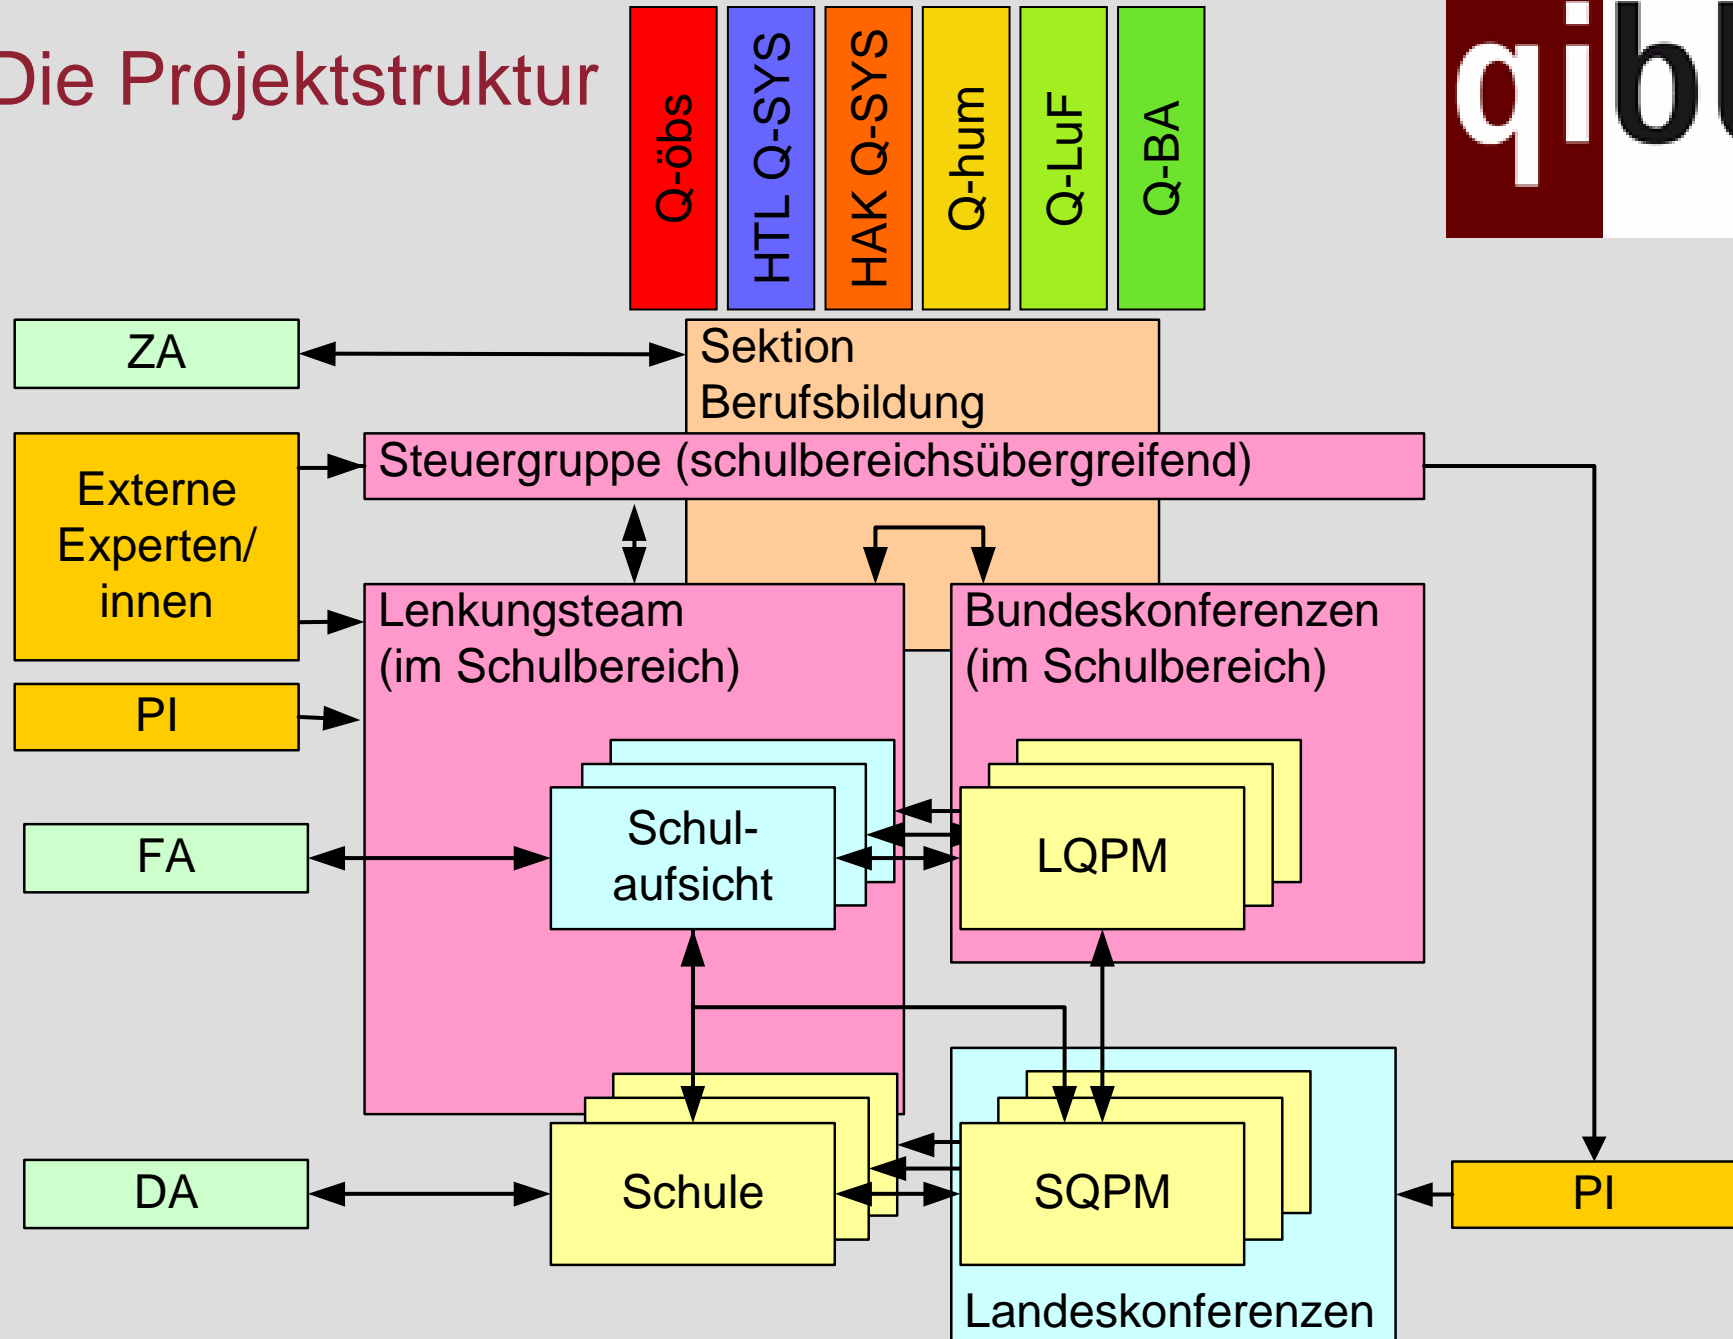 Die Projektstruktur
Q-öbs
HTL Q-SYS
HAK Q-SYS
Q-hum
Q-LuF
Q-BA
ZA
Sektion
Berufsbildung
Externe
Experten/
innen
Steuergruppe (schulbereichsübergreifend)
Lenkungsteam
(im Schulbereich)
Bundeskonferenzen
(im Schulbereich)
PI
FA
Schul-
aufsicht
LQPM
DA
Schule
SQPM
PI
Landeskonferenzen